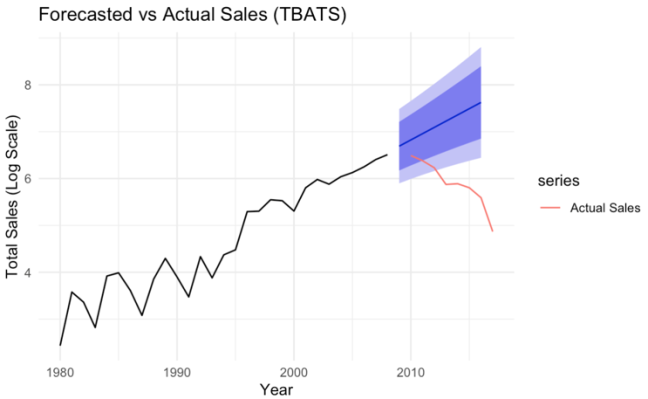 Forecasted vs Actual Sales (TBATS)
8
6
4
Total Sales (Log Scale)
1980
1990
2000
2010
Year
series
Actual Sales